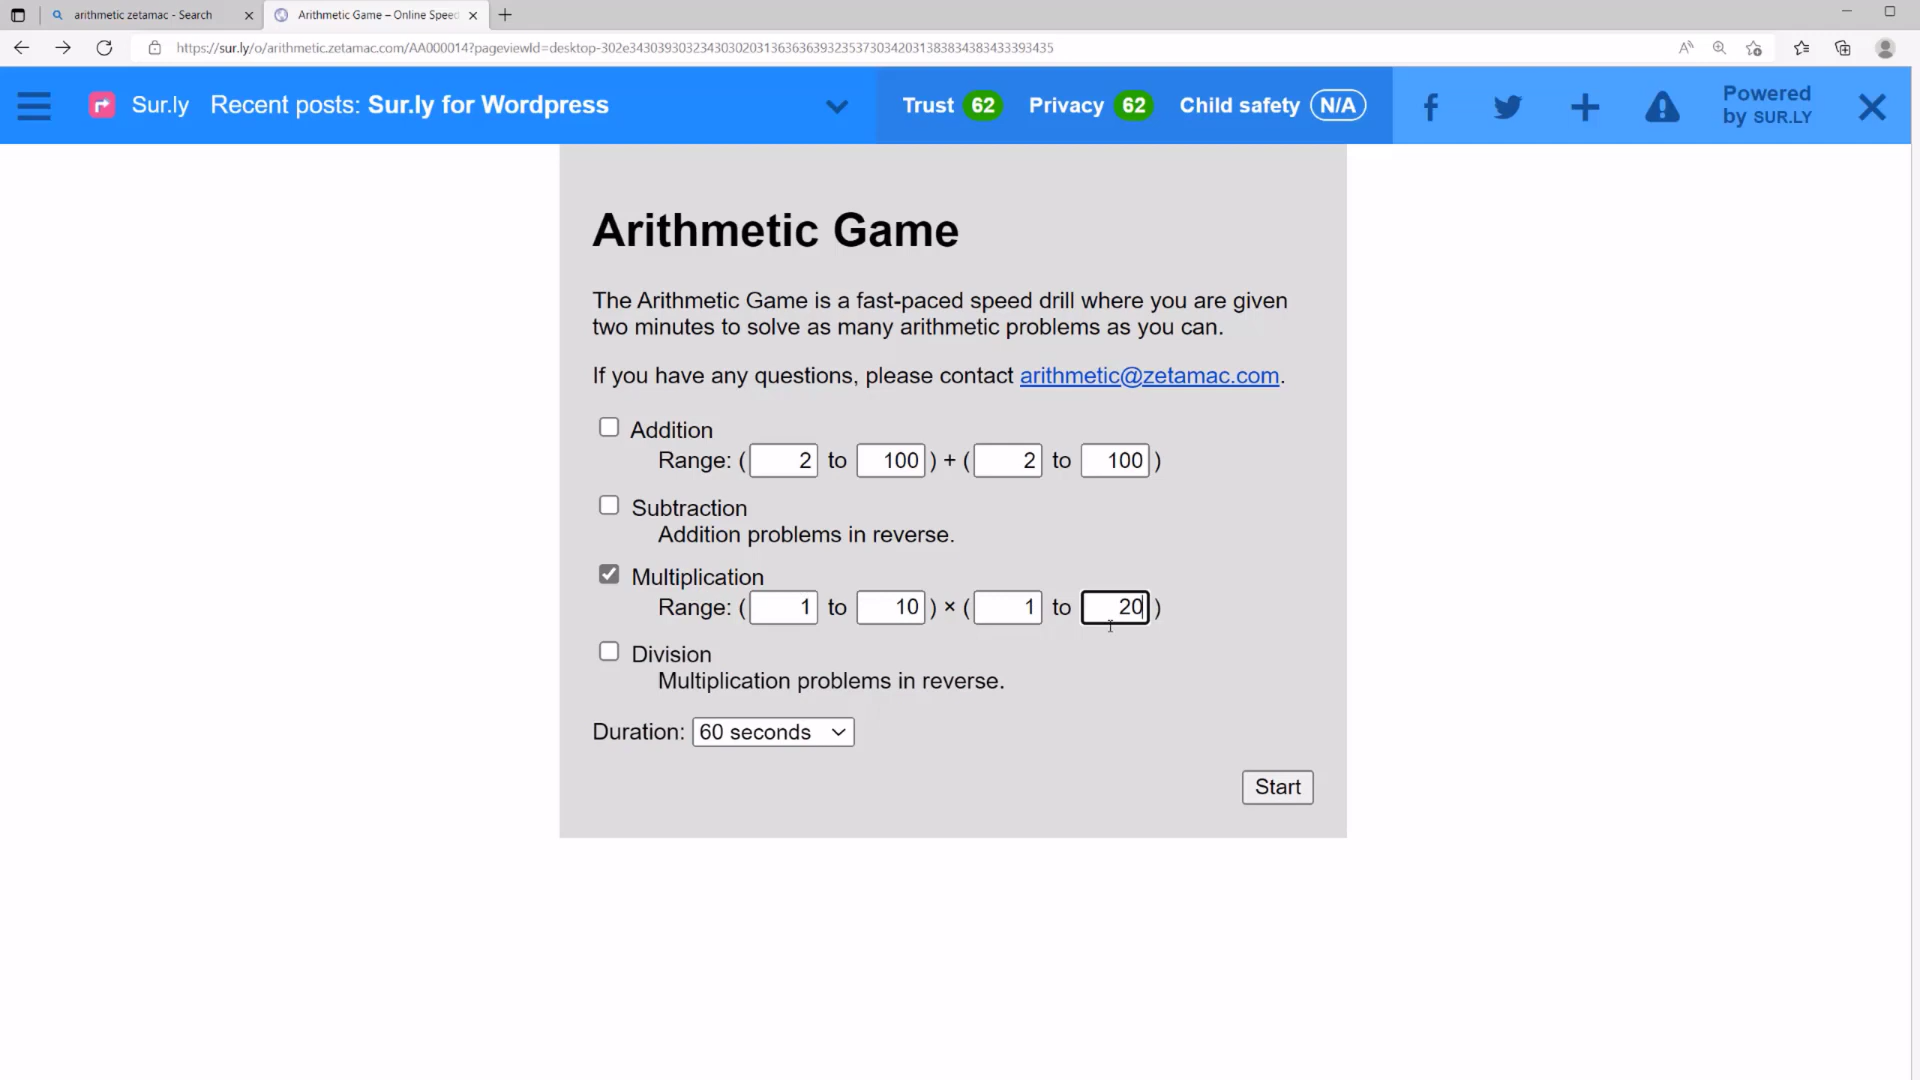 arithmetic zetamac - Search
Arithmetic Game – Online Speed
https://sur.ly/o/arithmetic.zetamac.com/AA000014?pageviewId=desktop-302e3430393032343030203136363639323537303420313838343834333934​35
Sur.ly Recent posts: Sur.ly for Wordpress
Trust 62 Privacy 62 Child safety N/A
Powered
by SUR.LY
Arithmetic Game
The Arithmetic Game is a fast-paced speed drill where you are given
two minutes to solve as many arithmetic problems as you can.
If you have any questions, please contact arithmetic@zetamac.com.
Addition
Range: ( 2 to 100 ) + ( 2 to 100 )
Subtraction
Addition problems in reverse.
Multiplication
Range: ( 1 to 10 ) × ( 1 to 20 )
Division
Multiplication problems in reverse.
Duration: 60 seconds
Start